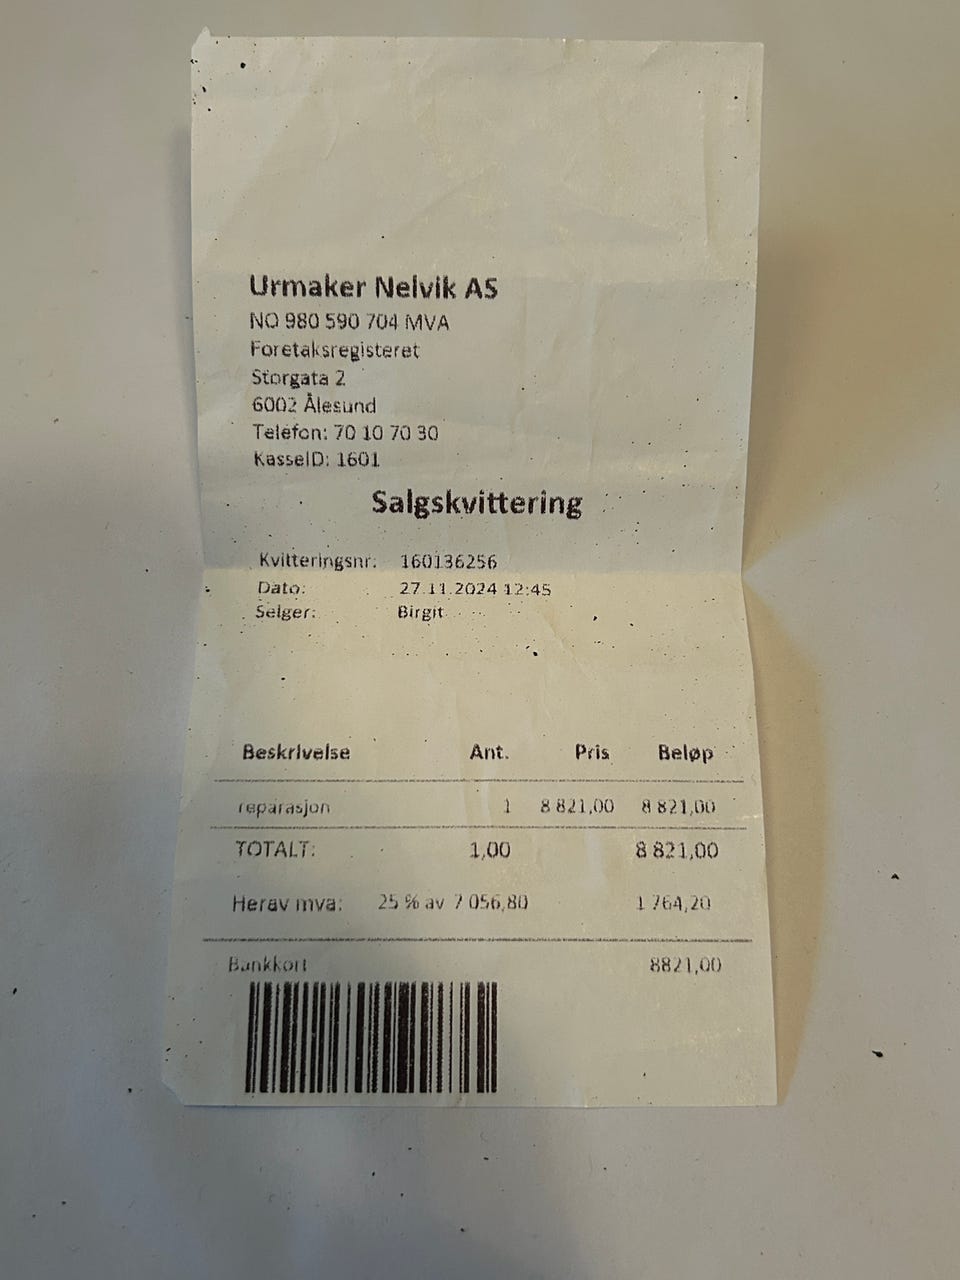 Urmaker Nelvik AS
NO 980 590 704 MVA
Foretaksregisteret
Storgata 2
6002 Ålesund
Telefon: 70 10 70 30
KasseID: 1601
Salgskvittering
Kvitteringsnr: 160136256
Dato: 27.11.2024 12:45
Selger: Birgit
Beskrivelse Ant. Pris Beløp
reparasjon 1 8 821,00 8 821,00
TOTALT: 1,00 8 821,00
Herav mva: 25 % av 7 056,80 1 764,20
Bankkort 8821,00